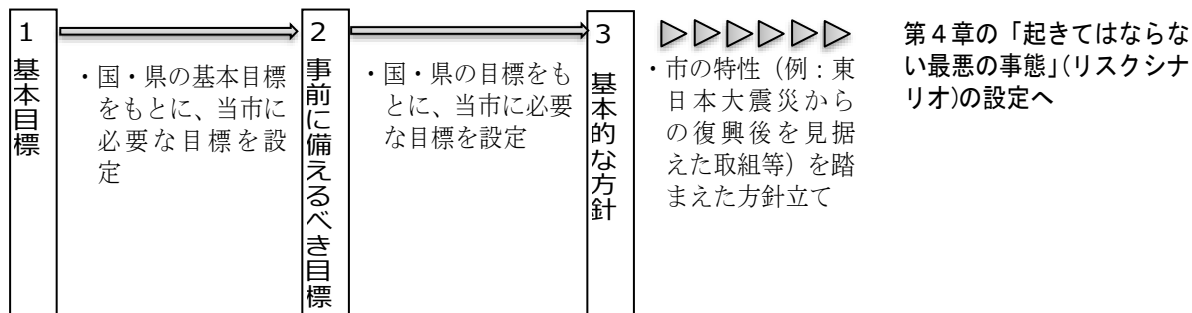 1 基本目標
・国・県の基本目標
をもとに、当市に
必要な目標を設
定
2 事前に備えるべき目標
・国・県の目標をも
とに、当市に必要
な目標を設定
3 基本的な方針
・市の特性（例：東
日本大震災から
の復興後を見据
えた取組等）を踏
まえた方針立て
第４章の「起きてはならな
い最悪の事態」(リスクシナ
リオ)の設定へ